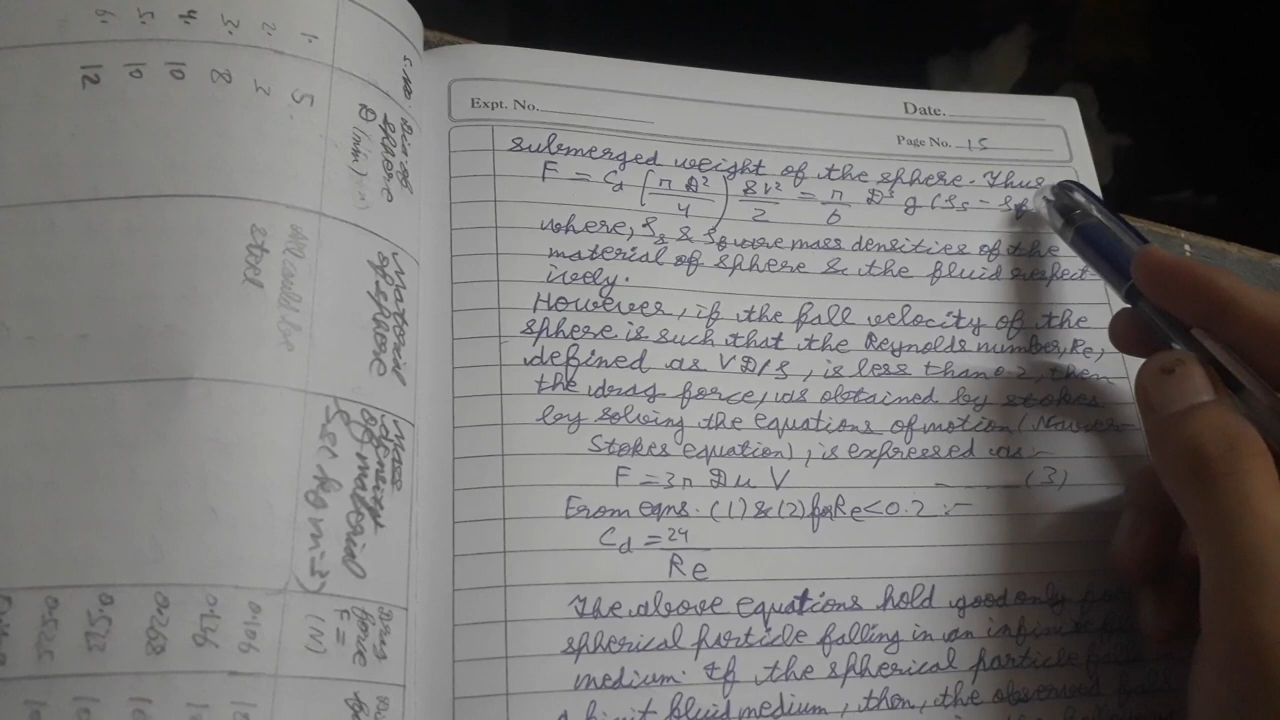 Expt. No.
Date.
Page No. 15
submerged weight of the sphere. Thus
F = Cd (π D²/4) ρV²/2 = π/6 D³ g (ρs - ρf
where, ρs & ρf are mass densities of the
material of sphere & the fluid respect-
ively.
However, if the fall velocity of the
sphere is such that the Reynolds number, Re,
defined as VD/ρ, is less than 0.2, then
the drag force, as obtained by stokes
by solving the equations of motion (Navier-
Stokes equation), is expressed as :-
F = 3π D μ V ------ (3)
From eqns. (1) & (2) for Re < 0.2 :-
Cd = 24/Re
The above equations hold good only
spherical particle falling in an
medium. If the spherical particle
fluid medium, then, the observed
S.No.
Dia of sphere D (mm)
Material of sphere
Mass density of material ρs (kg m-3)
force F = (N)
1. 5. 0.106
2. 3 0.126
3. 8 0.268
4. 10 0.523
5. 10 0.525
6. 12
steel